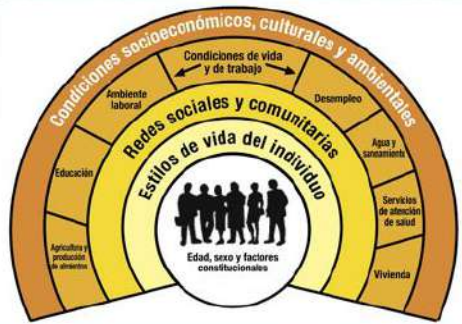 Condiciones socioeconómicos, culturales y ambientales
Condiciones de vida
y de trabajo
Ambiente
laboral
Desempleo
Educación
Agua y
saneamiento
Agricultura y
producción
de alimentos
Servicios
de atención
de salud
Vivienda
Redes sociales y comunitarias
Estilos de vida del individuo
Edad, sexo y factores
constitucionales